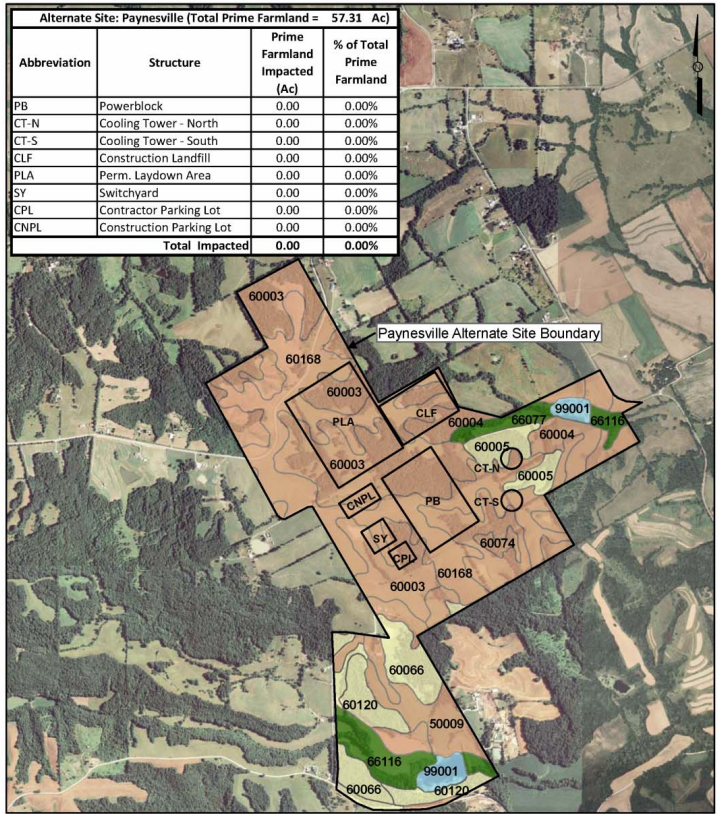 Alternate Site: Paynesville (Total Prime Farmland = 57.31 Ac)
Abbreviation Structure Prime Farmland Impacted (Ac) % of Total Prime Farmland
PB Powerblock 0.00 0.00%
CT-N Cooling Tower - North 0.00 0.00%
CT-S Cooling Tower - South 0.00 0.00%
CLF Construction Landfill 0.00 0.00%
PLA Perm. Laydown Area 0.00 0.00%
SY Switchyard 0.00 0.00%
CPL Contractor Parking Lot 0.00 0.00%
CNPL Construction Parking Lot 0.00 0.00%
Total Impacted 0.00 0.00%
N
60003
Paynesville Alternate Site Boundary
60168
60003
PLA
CLF
60004
66077
99001
66116
60005
60004
60003
CT-N
60005
CNPL
PB
CT-S
SY
60074
CPL
60168
60003
60066
60120
50009
66116
99001
60066
60120